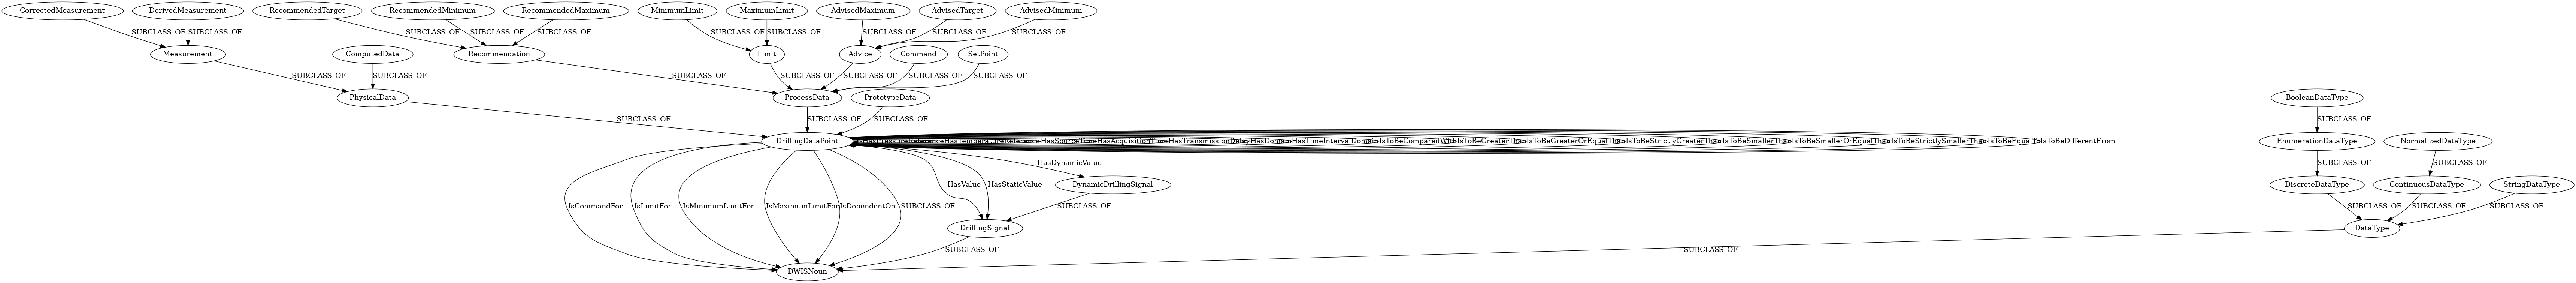 CorrectedMeasurement
DerivedMeasurement
RecommendedTarget
RecommendedMinimum
RecommendedMaximum
MinimumLimit
MaximumLimit
AdvisedMaximum
AdvisedTarget
AdvisedMinimum
SUBCLASS_OF
SUBCLASS_OF
SUBCLASS_OF
SUBCLASS_OF
SUBCLASS_OF
SUBCLASS_OF
SUBCLASS_OF
SUBCLASS_OF
SUBCLASS_OF
SUBCLASS_OF
Measurement
ComputedData
Recommendation
Limit
Advice
Command
SetPoint
SUBCLASS_OF
SUBCLASS_OF
SUBCLASS_OF
SUBCLASS_OF
SUBCLASS_OF
SUBCLASS_OF
SUBCLASS_OF
PhysicalData
ProcessData
PrototypeData
BooleanDataType
SUBCLASS_OF
SUBCLASS_OF
SUBCLASS_OF
SUBCLASS_OF
DrillingDataPoint
HasPressureReference
HasTemperatureReference
HasSourceTime
HasAcquisitionTime
HasTransmissionDelay
HasDomain
HasTimeIntervalDomain
IsToBeComparedWith
IsToBeGreaterThan
IsToBeGreaterOrEqualThan
IsToBeStrictlyGreaterThan
IsToBeSmallerThan
IsToBeSmallerOrEqualThan
IsToBeStrictlySmallerThan
IsToBeEqualTo
IsToBeDifferentFrom
EnumerationDataType
NormalizedDataType
HasDynamicValue
SUBCLASS_OF
SUBCLASS_OF
HasValue
HasStaticValue
DynamicDrillingSignal
DiscreteDataType
ContinuousDataType
StringDataType
IsCommandFor
IsLimitFor
IsMinimumLimitFor
IsMaximumLimitFor
IsDependentOn
SUBCLASS_OF
SUBCLASS_OF
SUBCLASS_OF
SUBCLASS_OF
SUBCLASS_OF
DrillingSignal
DataType
SUBCLASS_OF
SUBCLASS_OF
DWISNoun